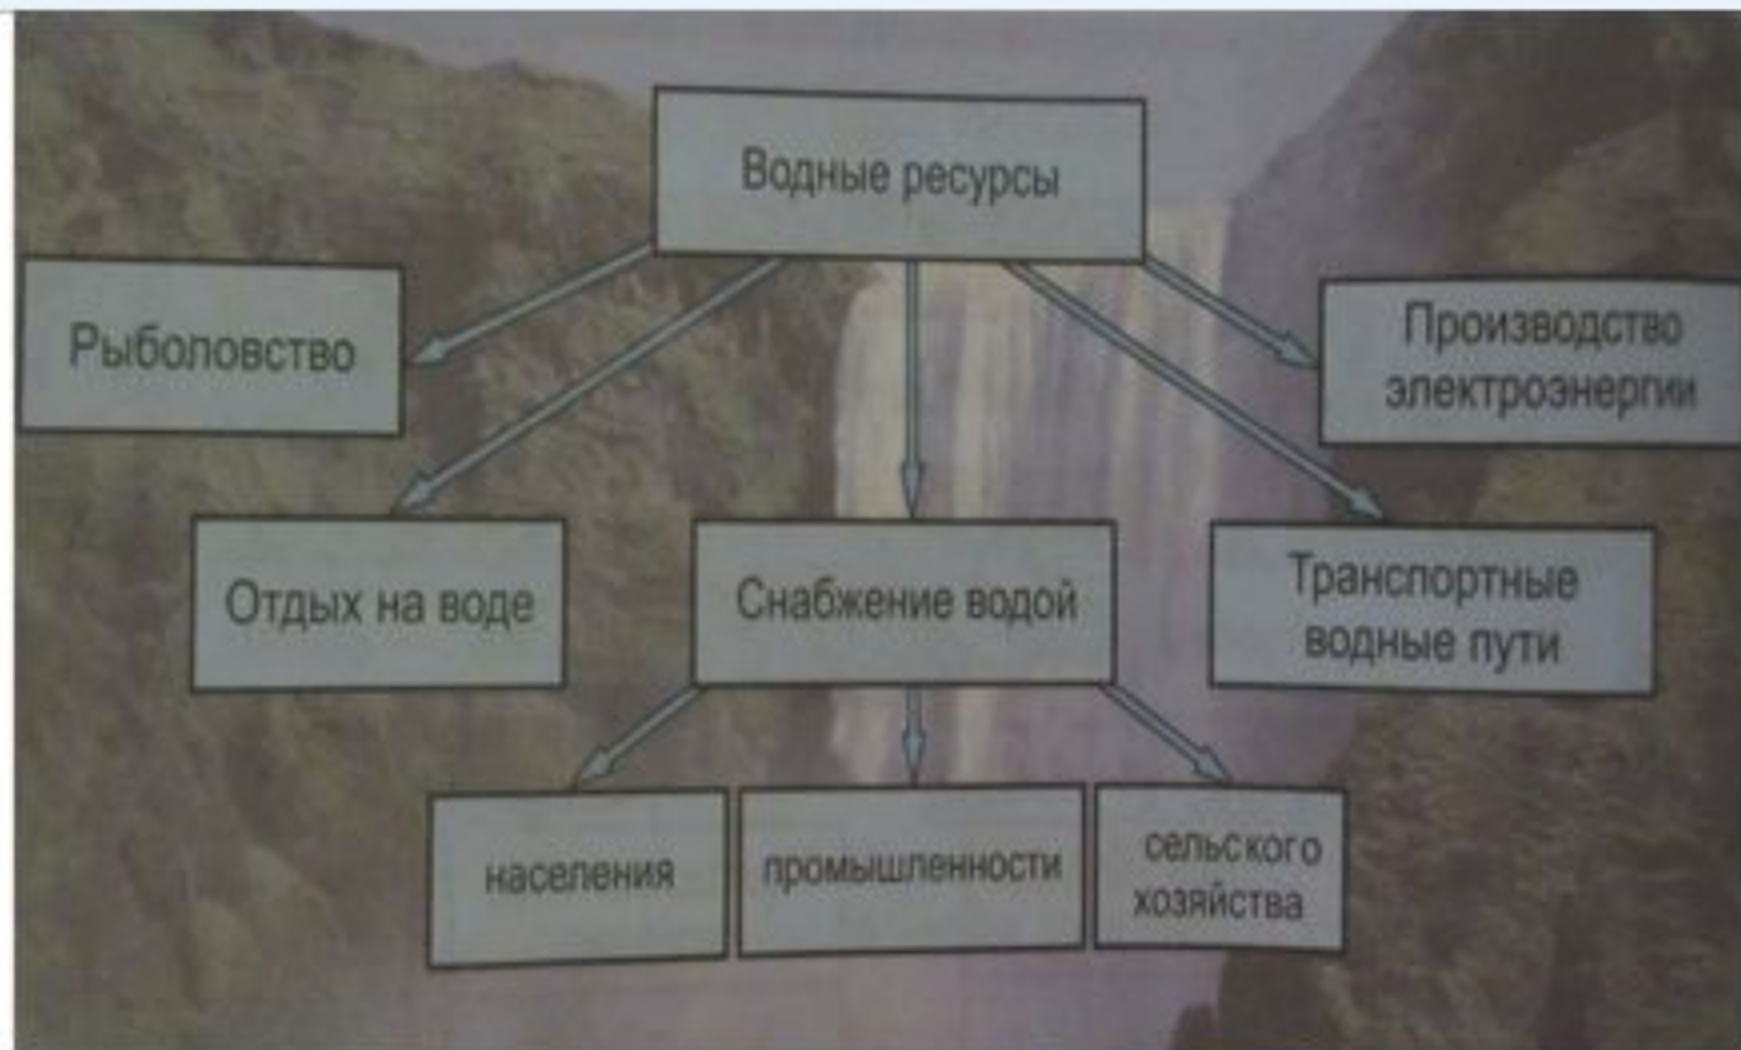 Водные ресурсы
Рыболовство
Производство
электроэнергии
Отдых на воде
Снабжение водой
Транспортные
водные пути
населения
промышленности
сельского
хозяйства